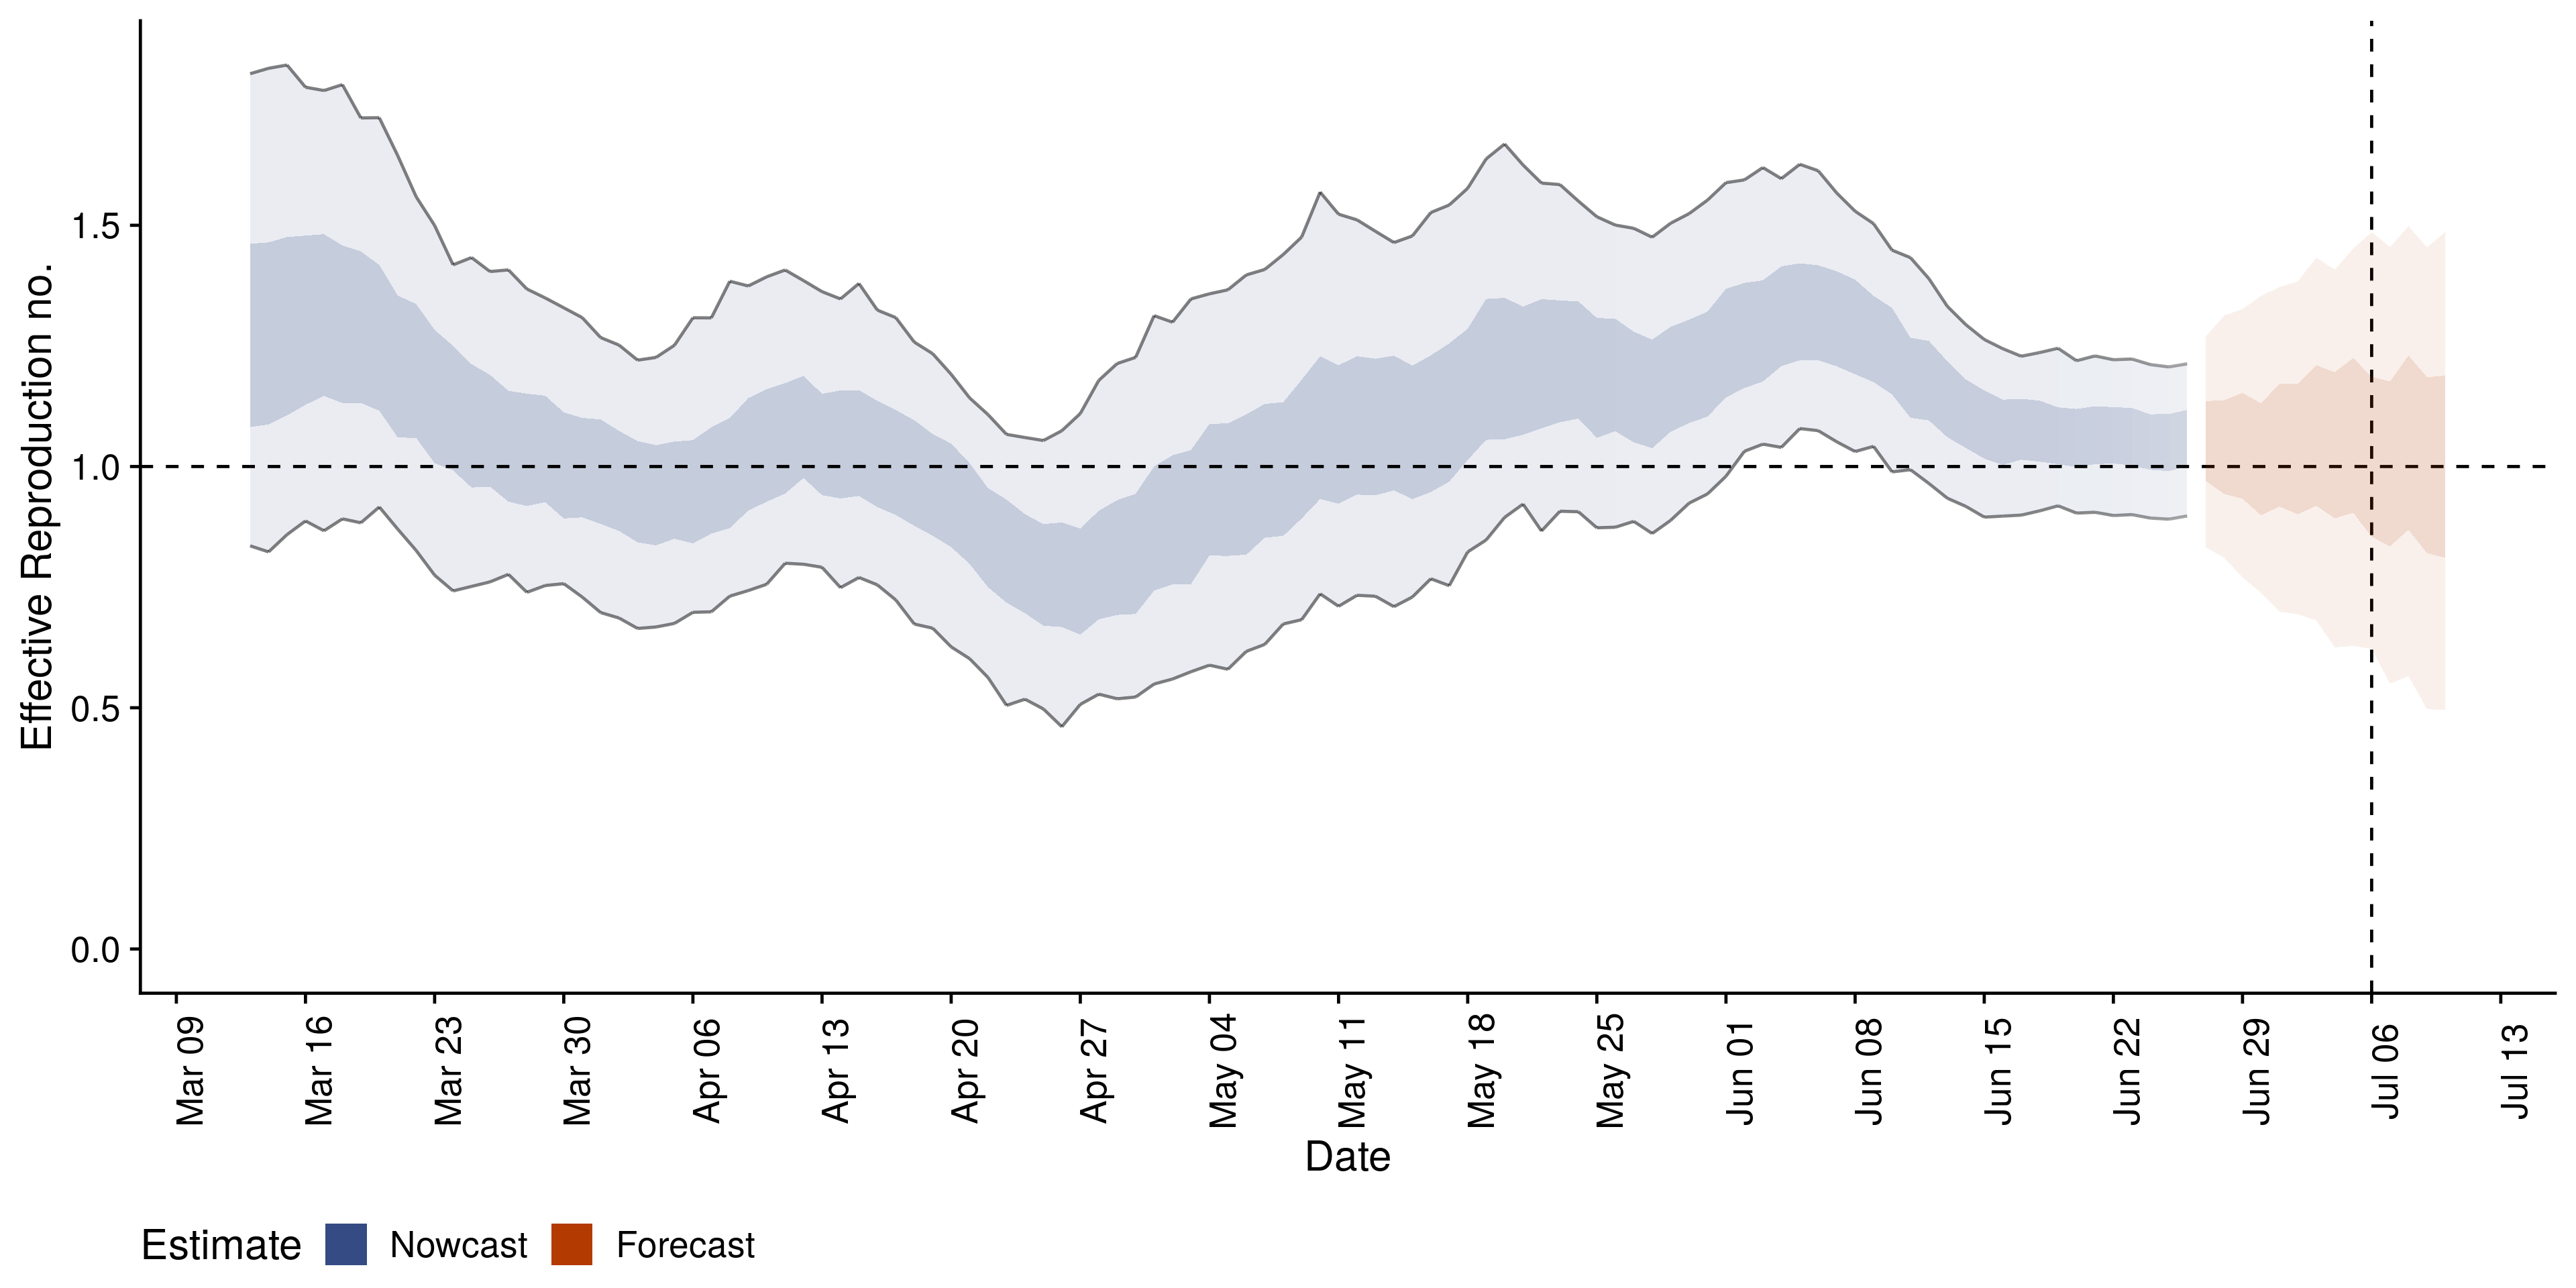 Effective Reproduction no.
1.5
1.0
0.5
0.0
Mar 09
Mar 16
Mar 23
Mar 30
Apr 06
Apr 13
Apr 20
Apr 27
May 04
May 11
May 18
May 25
Jun 01
Jun 08
Jun 15
Jun 22
Jun 29
Jul 06
Jul 13
Date
Estimate Nowcast Forecast